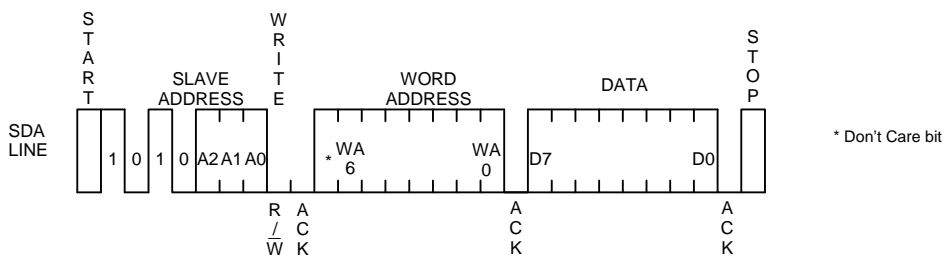 START
WRITE
STOP
SLAVE
ADDRESS
WORD
ADDRESS
DATA
SDA
LINE
1 0 1 0 A2 A1 A0
* WA
6
WA
0
D7 D0
* Don't Care bit
R
/
W
ACK
ACK
ACK